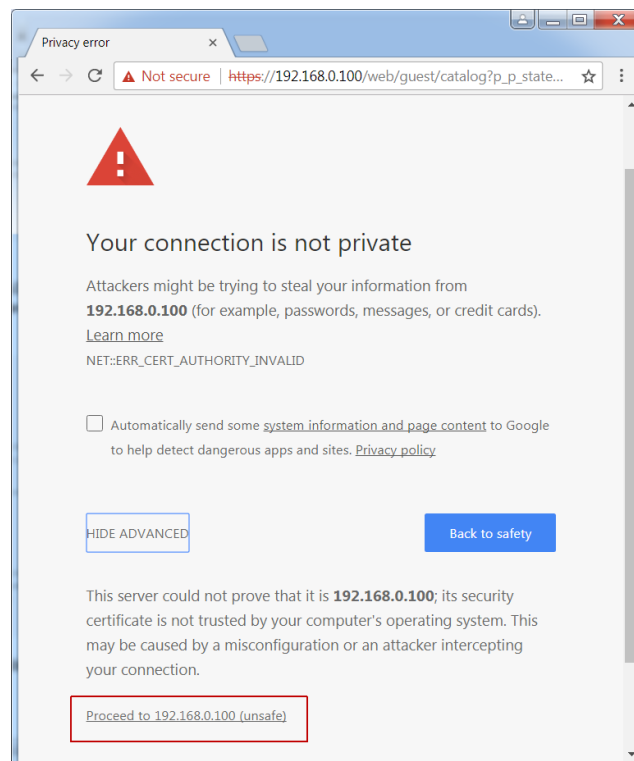 Privacy error
Not secure https://192.168.0.100/web/guest/catalog?p_p_state...
Your connection is not private
Attackers might be trying to steal your information from
192.168.0.100 (for example, passwords, messages, or credit cards).
Learn more
NET::ERR_CERT_AUTHORITY_INVALID
Automatically send some system information and page content to Google
to help detect dangerous apps and sites. Privacy policy
HIDE ADVANCED
Back to safety
This server could not prove that it is 192.168.0.100; its security
certificate is not trusted by your computer's operating system. This
may be caused by a misconfiguration or an attacker intercepting
your connection.
Proceed to 192.168.0.100 (unsafe)